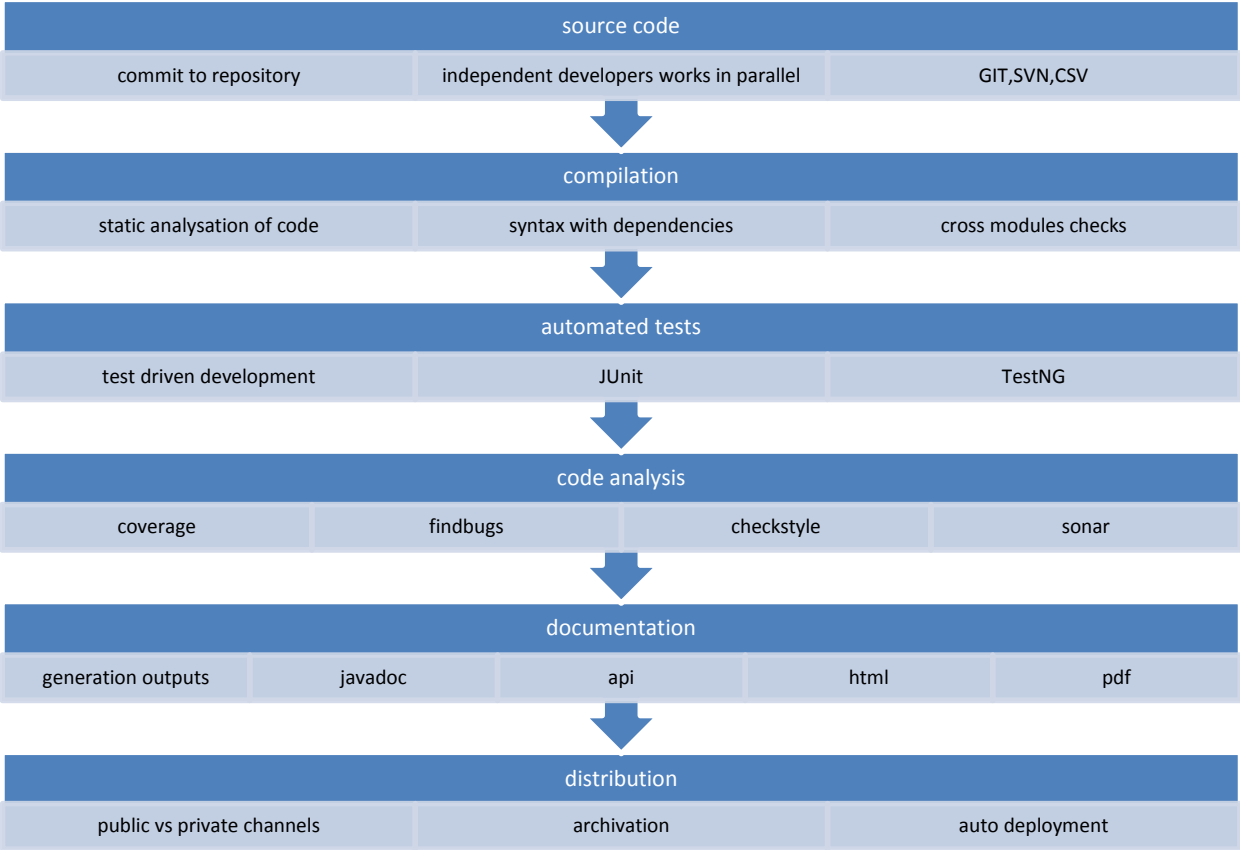 source code
commit to repository
independent developers works in parallel
GIT,SVN,CSV
compilation
static analysation of code
syntax with dependencies
cross modules checks
automated tests
test driven development
JUnit
TestNG
code analysis
coverage
findbugs
checkstyle
sonar
documentation
generation outputs
javadoc
api
html
pdf
distribution
public vs private channels
archivation
auto deployment